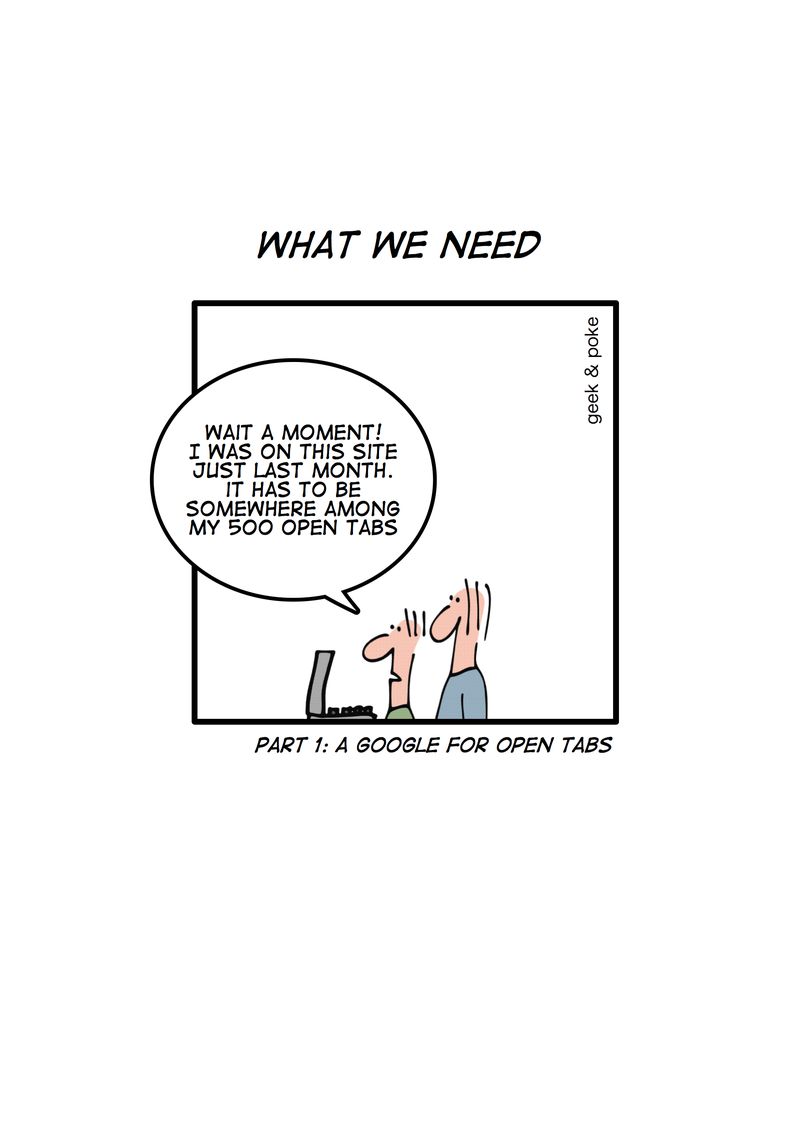 WHAT WE NEED
geek & poke
WAIT A MOMENT!
I WAS ON THIS SITE
JUST LAST MONTH.
IT HAS TO BE
SOMEWHERE AMONG
MY 500 OPEN TABS
PART 1: A GOOGLE FOR OPEN TABS